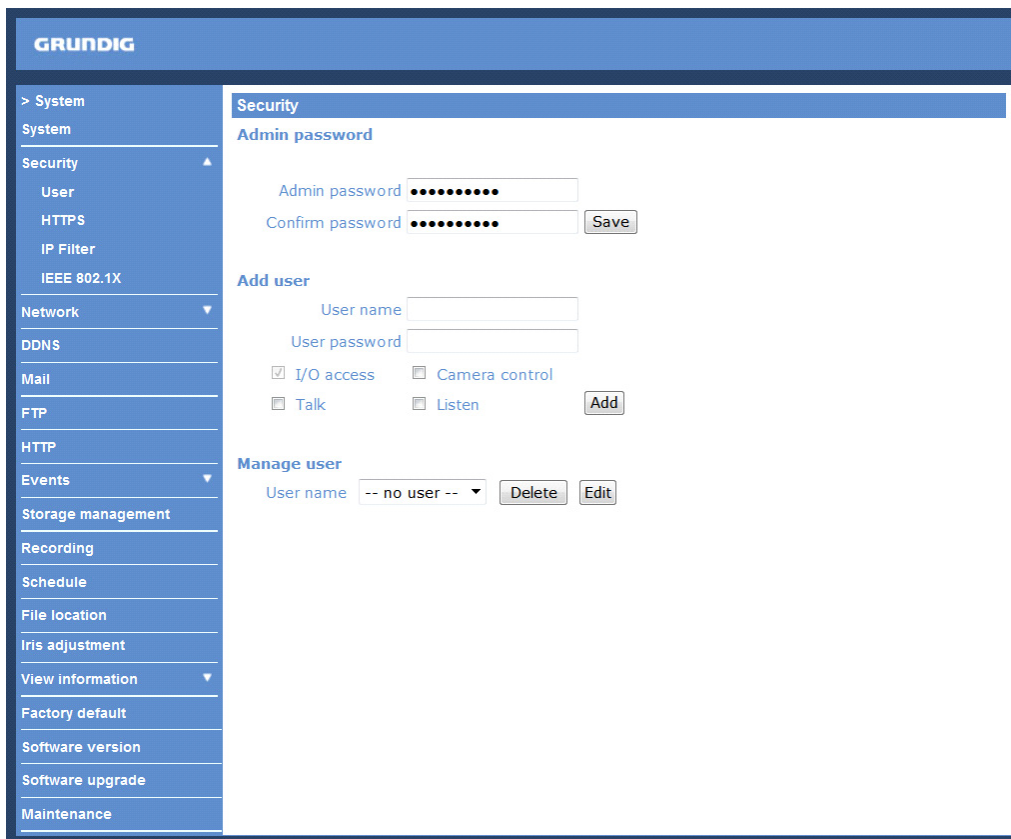 GRUNDIG
> System
System
Security
User
HTTPS
IP Filter
IEEE 802.1X
Network
DDNS
Mail
FTP
HTTP
Events
Storage management
Recording
Schedule
File location
Iris adjustment
View information
Factory default
Software version
Software upgrade
Maintenance
Security
Admin password
Admin password ●●●●●●●●●●
Confirm password ●●●●●●●●●● Save
Add user
User name
User password
I/O access Camera control
Talk Listen Add
Manage user
User name -- no user -- Delete Edit